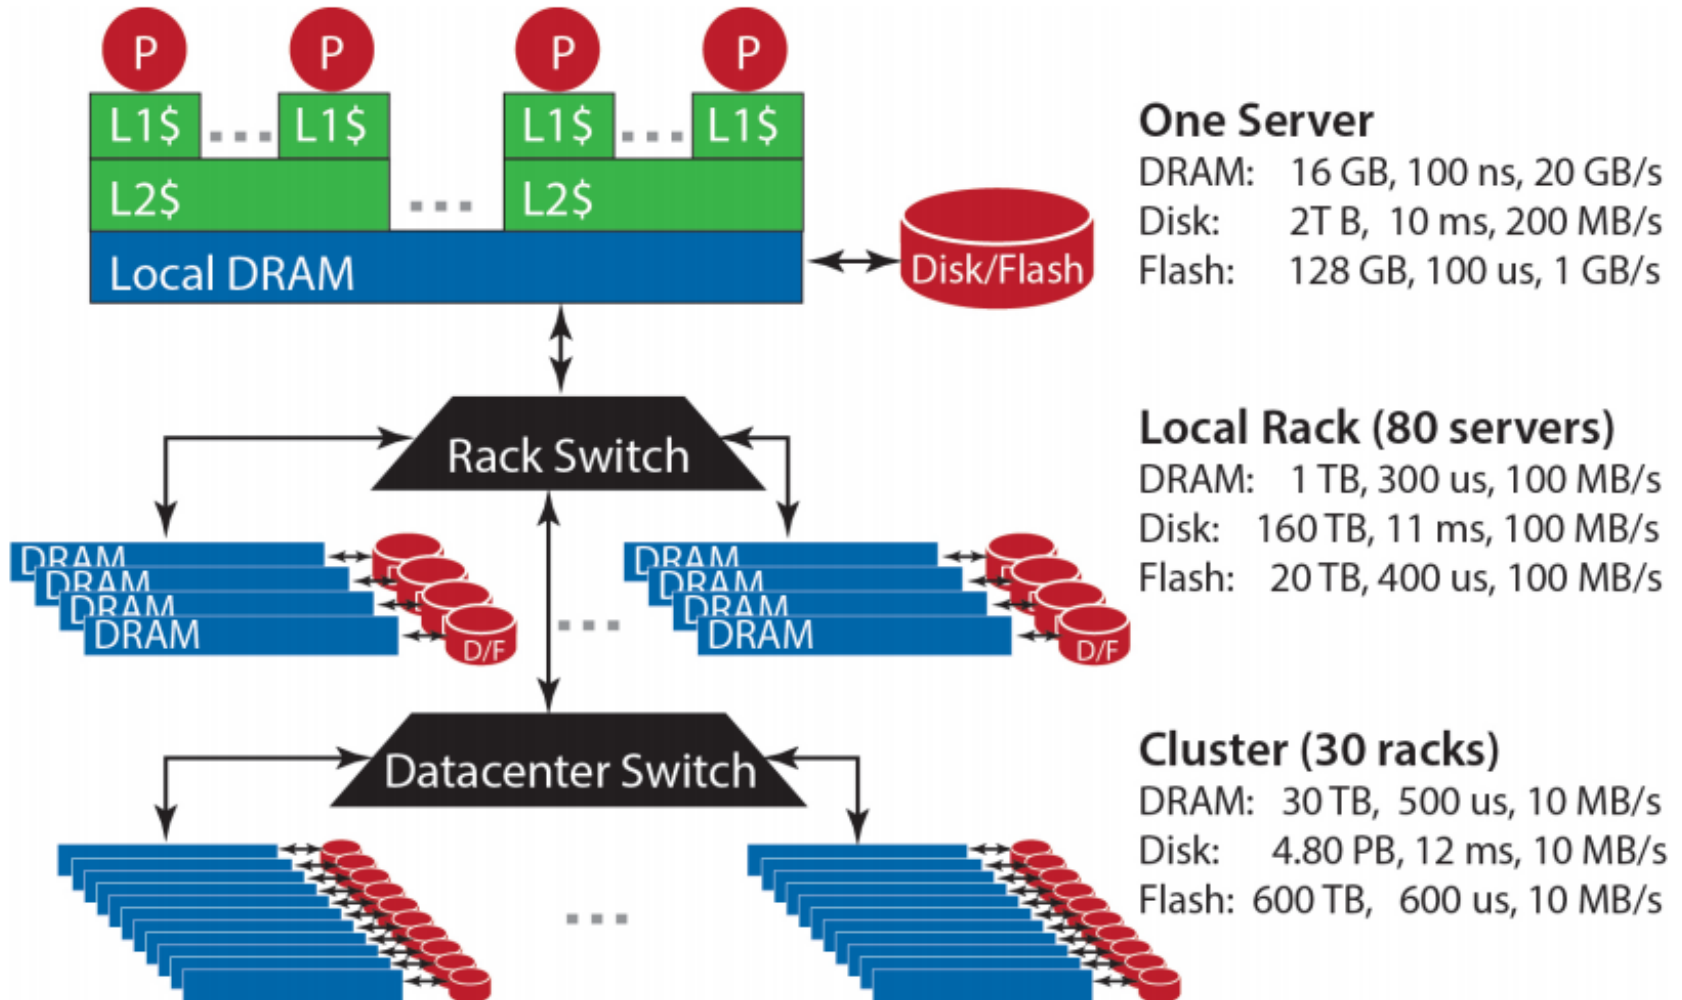 P P P P
L1$ L1$ L1$ L1$
L2$ L2$
Local DRAM
Disk/Flash
One Server
DRAM: 16 GB, 100 ns, 20 GB/s
Disk: 2T B, 10 ms, 200 MB/s
Flash: 128 GB, 100 us, 1 GB/s
Rack Switch
DRAM
DRAM
DRAM
DRAM
D/F
DRAM
DRAM
DRAM
DRAM
D/F
Local Rack (80 servers)
DRAM: 1 TB, 300 us, 100 MB/s
Disk: 160 TB, 11 ms, 100 MB/s
Flash: 20 TB, 400 us, 100 MB/s
Datacenter Switch
Cluster (30 racks)
DRAM: 30 TB, 500 us, 10 MB/s
Disk: 4.80 PB, 12 ms, 10 MB/s
Flash: 600 TB, 600 us, 10 MB/s